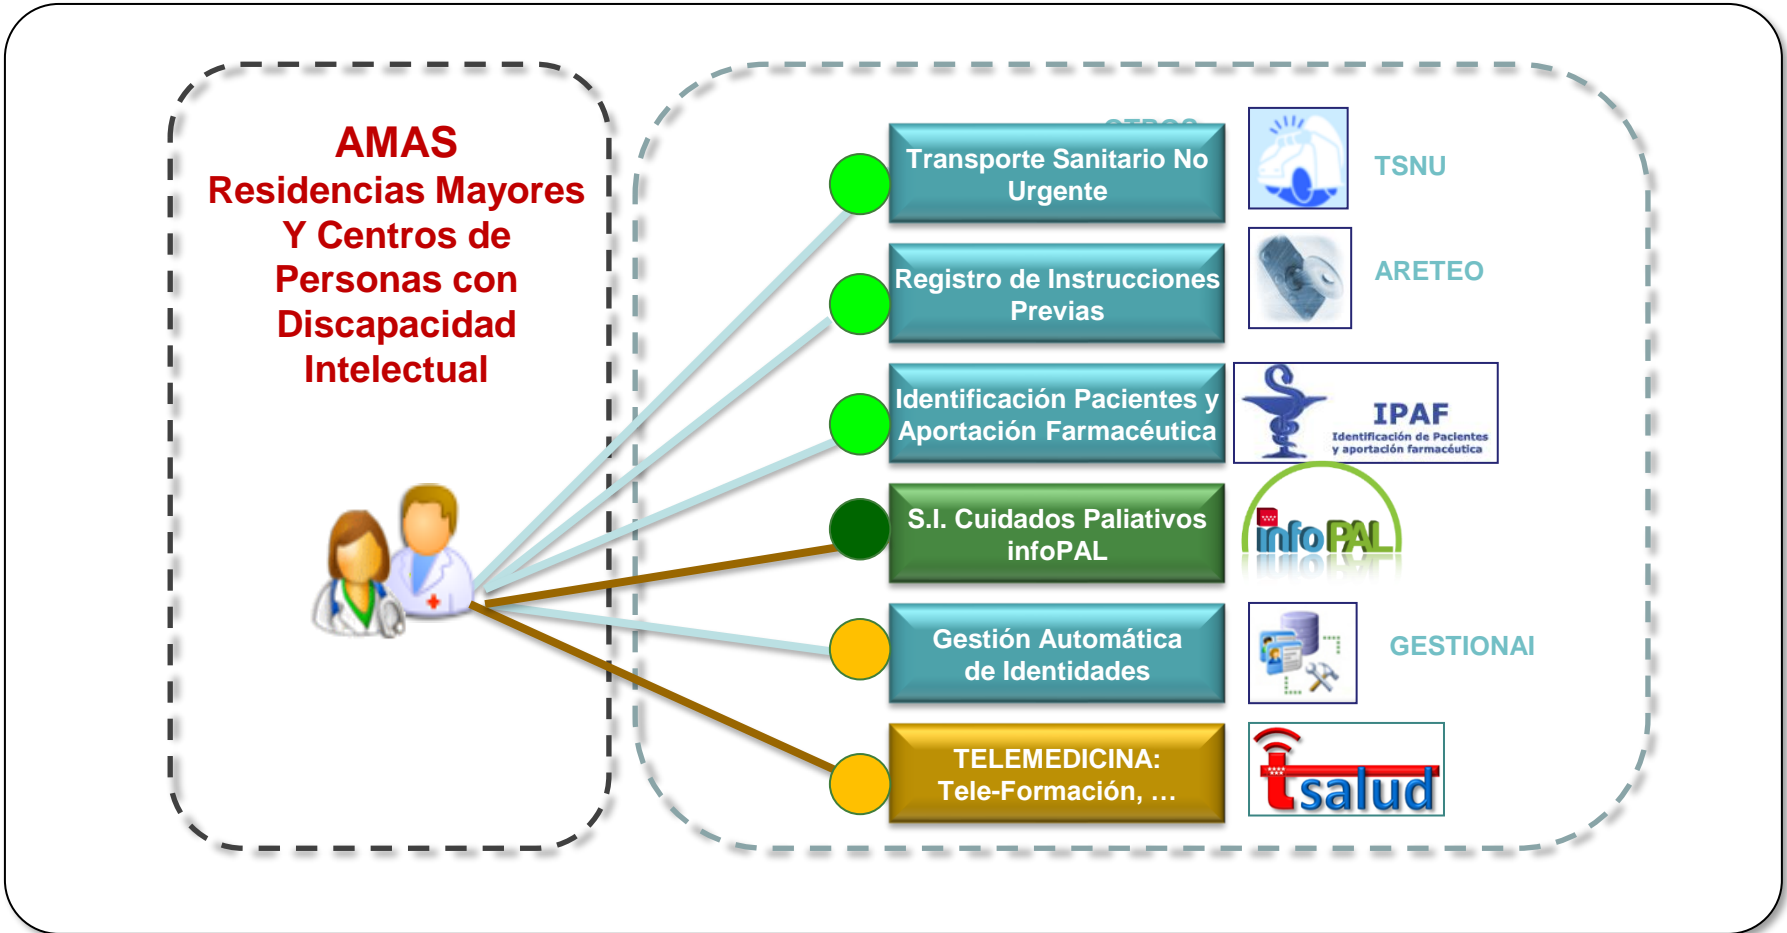 AMAS
Residencias Mayores
Y Centros de
Personas con
Discapacidad
Intelectual
Transporte Sanitario No
Urgente
TSNU
Registro de Instrucciones
Previas
ARETEO
Identificación Pacientes y
Aportación Farmacéutica
IPAF
Identificación de Pacientes
y aportación farmacéutica
S.I. Cuidados Paliativos
infoPAL
infoPAL
Gestión Automática
de Identidades
GESTIONAI
TELEMEDICINA:
Tele-Formación, …
tsalud